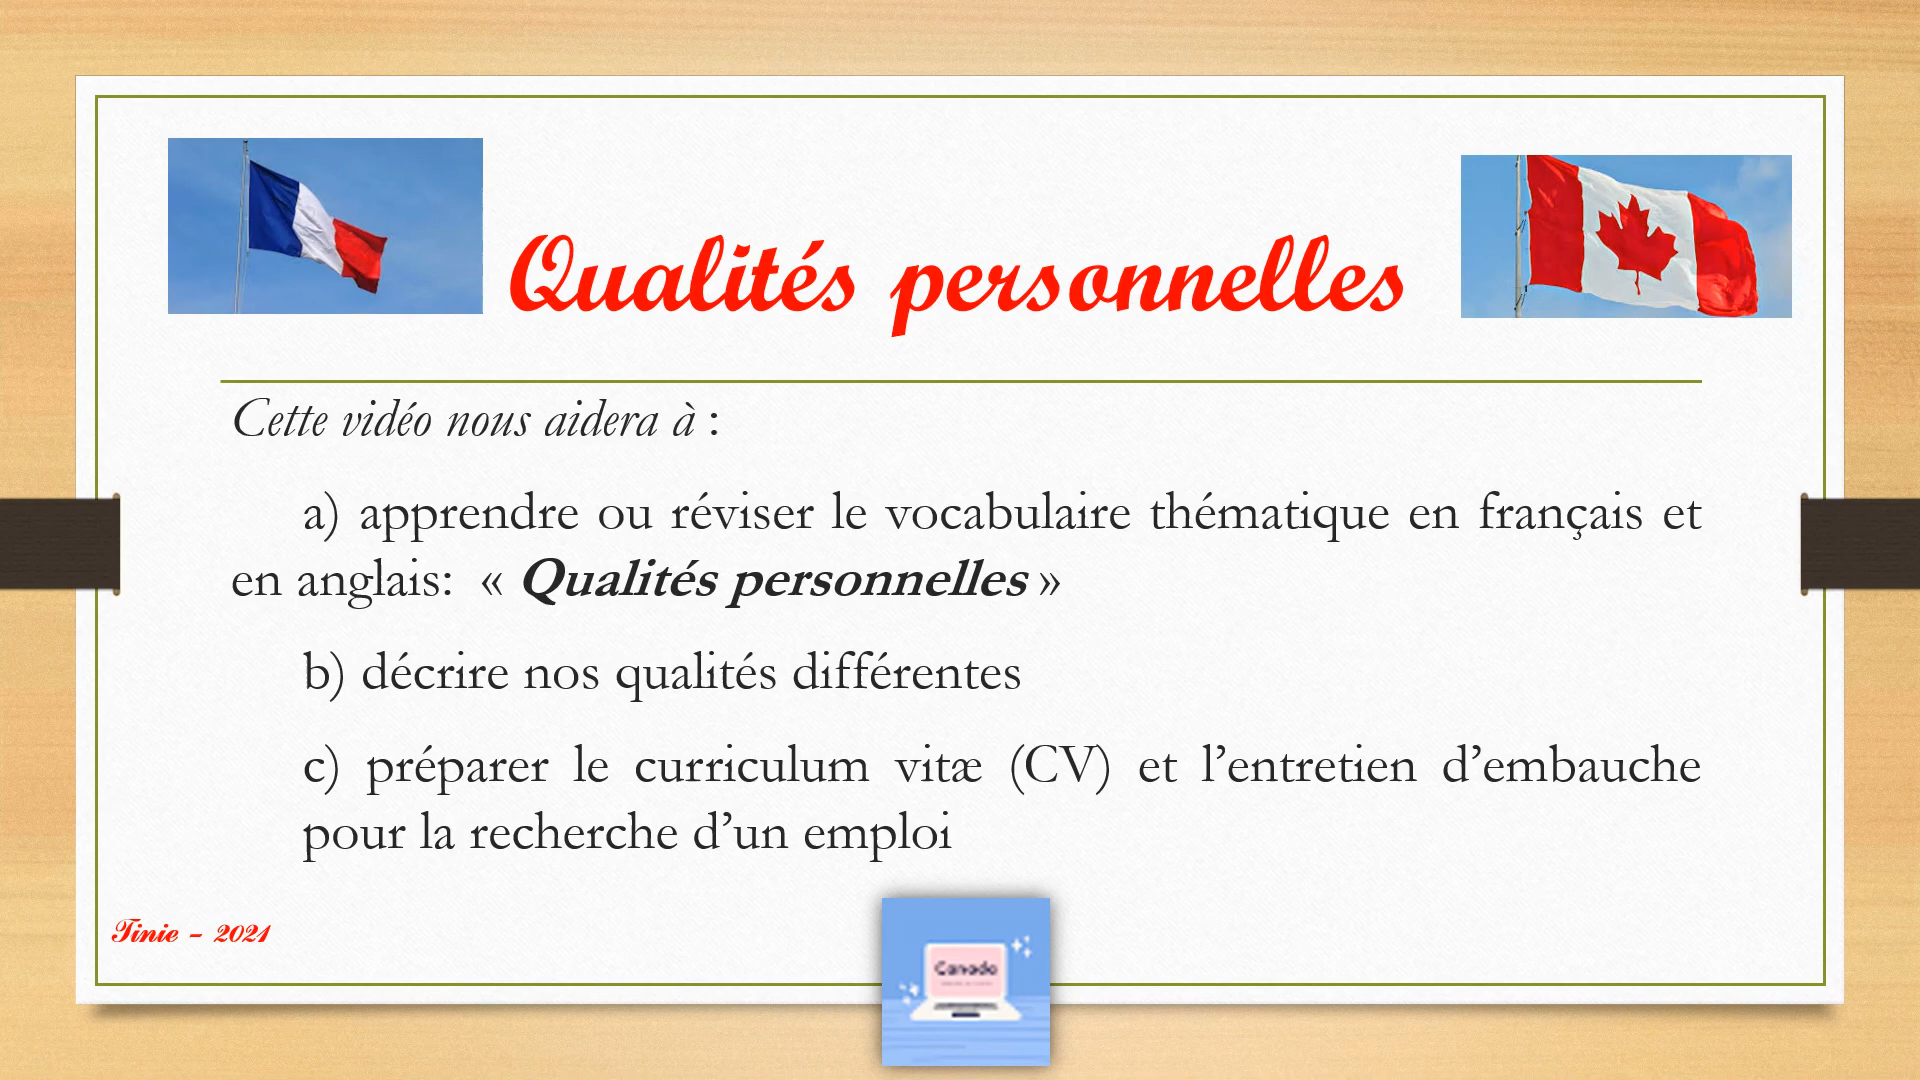 Qualités personnelles
Cette vidéo nous aidera à :
a) apprendre ou réviser le vocabulaire thématique en français et
en anglais: « Qualités personnelles »
b) décrire nos qualités différentes
c) préparer le curriculum vitæ (CV) et l’entretien d’embauche
pour la recherche d’un emploi
Tinie – 2021
Canada